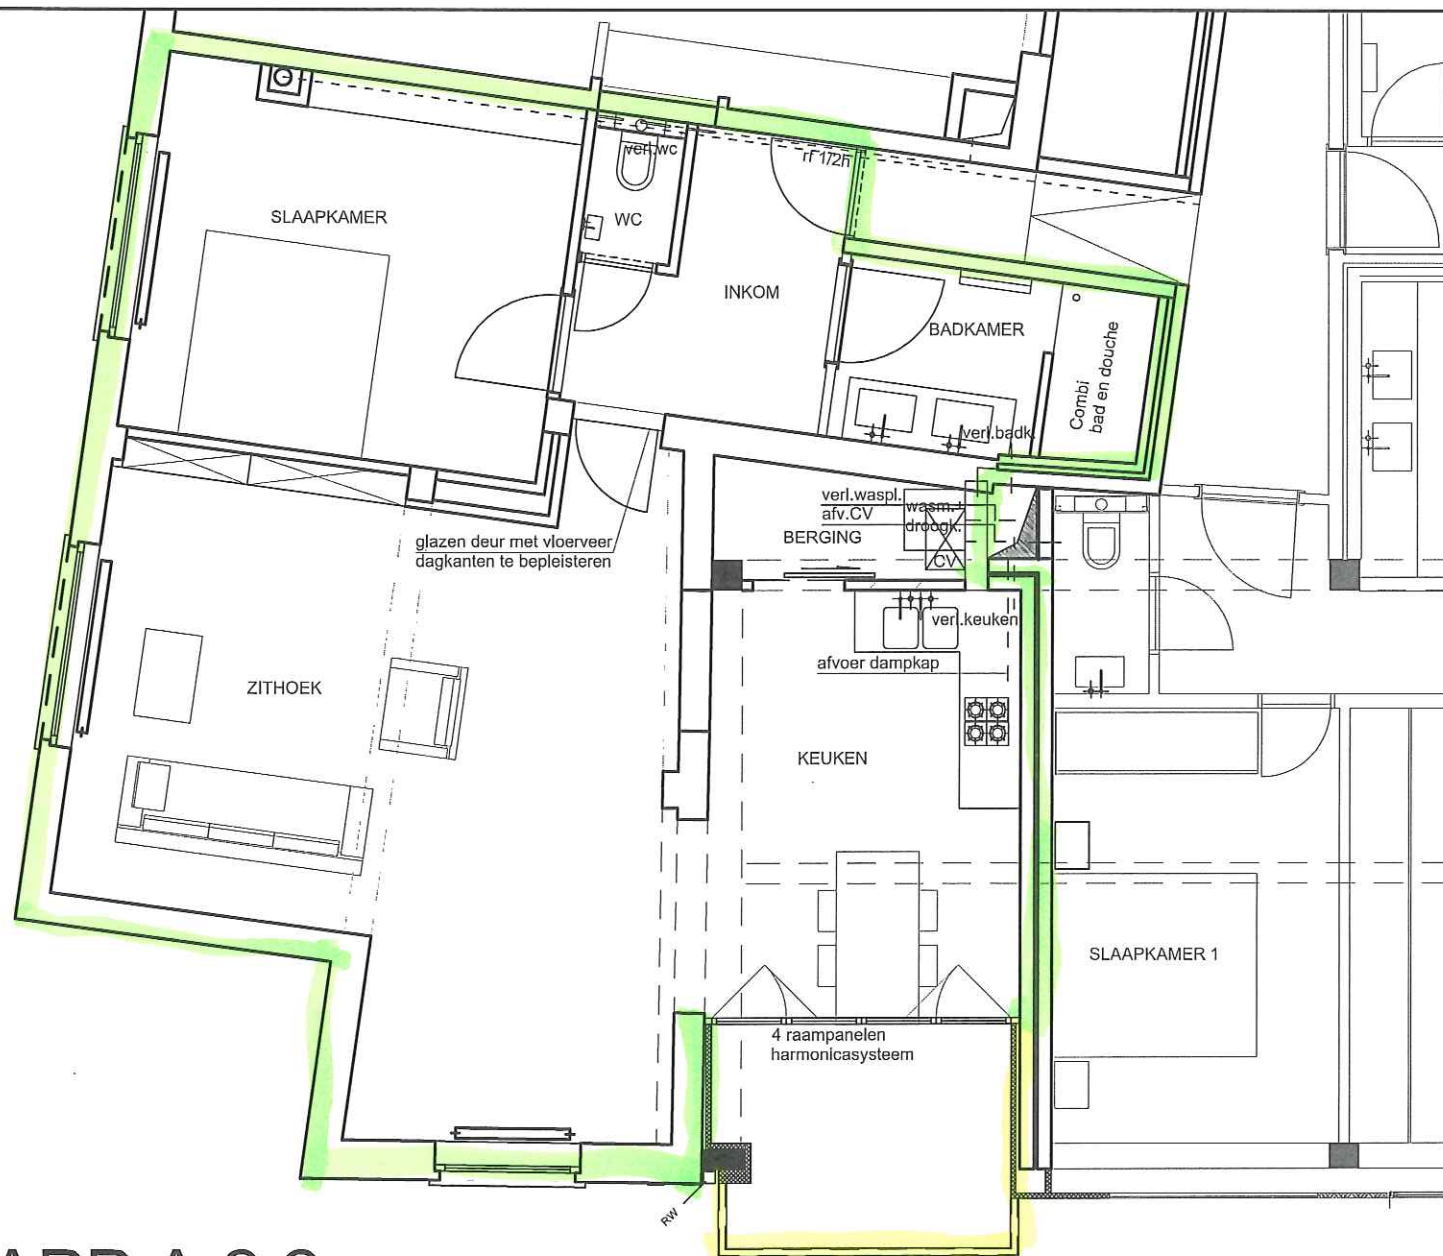 verl.wc
rf 1/2h
SLAAPKAMER
WC
INKOM
BADKAMER
Combi
bad en douche
verl.badk.
verl.waspl.
afv.CV
wasm.+
droogk.
BERGING
CV
glazen deur met vloerveer
dagkanten te bepleisteren
verl.keuken
afvoer dampkap
ZITHOEK
KEUKEN
SLAAPKAMER 1
4 raampanelen
harmonicasysteem
RW